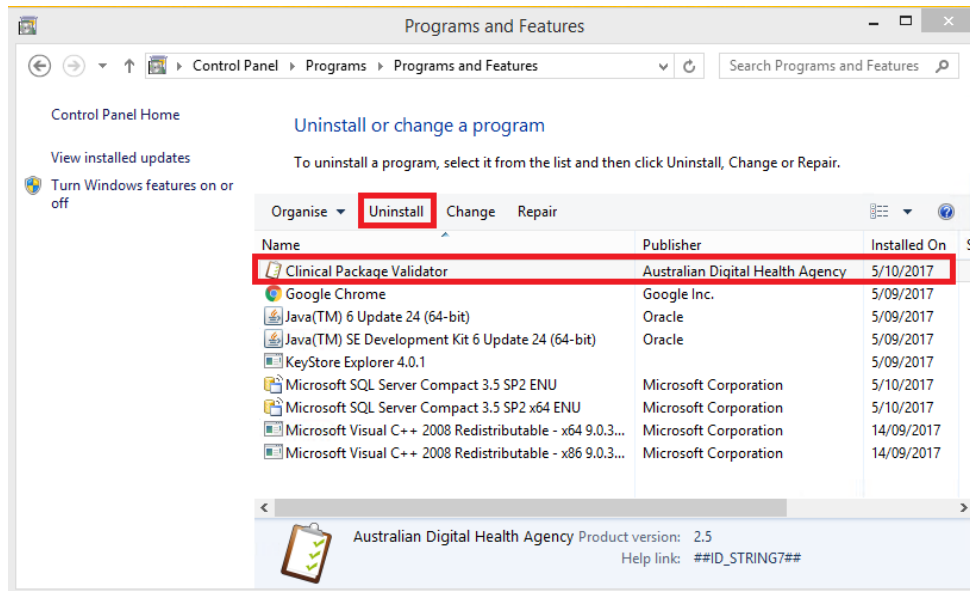 Programs and Features
Control Panel Programs Programs and Features Search Programs and Features
Control Panel Home
View installed updates
Turn Windows features on or
off
Uninstall or change a program
To uninstall a program, select it from the list and then click Uninstall, Change or Repair.
Organise Uninstall Change Repair
Name Publisher Installed On S
Clinical Package Validator Australian Digital Health Agency 5/10/2017
Google Chrome Google Inc. 5/09/2017
Java(TM) 6 Update 24 (64-bit) Oracle 5/09/2017
Java(TM) SE Development Kit 6 Update 24 (64-bit) Oracle 5/09/2017
KeyStore Explorer 4.0.1 5/09/2017
Microsoft SQL Server Compact 3.5 SP2 ENU Microsoft Corporation 5/10/2017
Microsoft SQL Server Compact 3.5 SP2 x64 ENU Microsoft Corporation 5/10/2017
Microsoft Visual C++ 2008 Redistributable - x64 9.0.3... Microsoft Corporation 14/09/2017
Microsoft Visual C++ 2008 Redistributable - x86 9.0.3... Microsoft Corporation 14/09/2017
Australian Digital Health Agency Product version: 2.5
Help link: ##ID_STRING7##